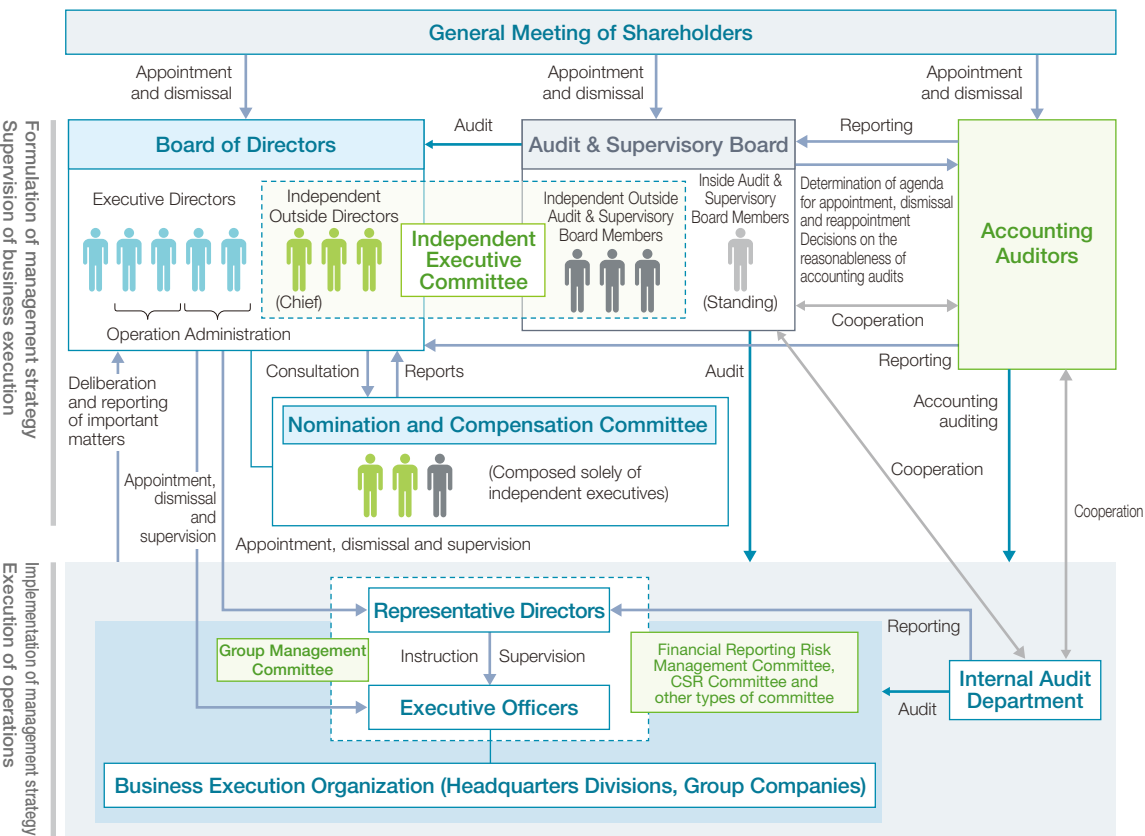 General Meeting of Shareholders
Appointment
and dismissal
Appointment
and dismissal
Appointment
and dismissal
Formulation of management strategy
Supervision of business execution
Board of Directors
Audit
Audit & Supervisory Board
Reporting
Executive Directors
Independent
Outside Directors
(Chief)
Independent
Executive
Committee
Independent Outside
Audit & Supervisory
Board Members
Inside Audit &
Supervisory
Board Members
(Standing)
Determination of agenda
for appointment, dismissal
and reappointment
Decisions on the
reasonableness of
accounting audits
Accounting
Auditors
Operation Administration
Cooperation
Reporting
Deliberation
and reporting
of important
matters
Consultation
Reports
Audit
Accounting
auditing
Nomination and Compensation Committee
(Composed solely of
independent executives)
Cooperation
Cooperation
Appointment,
dismissal
and
supervision
Appointment, dismissal and supervision
Implementation of management strategy
Execution of operations
Representative Directors
Reporting
Group Management
Committee
Instruction
Supervision
Financial Reporting Risk
Management Committee,
CSR Committee and
other types of committee
Internal Audit
Department
Executive Officers
Audit
Business Execution Organization (Headquarters Divisions, Group Companies)